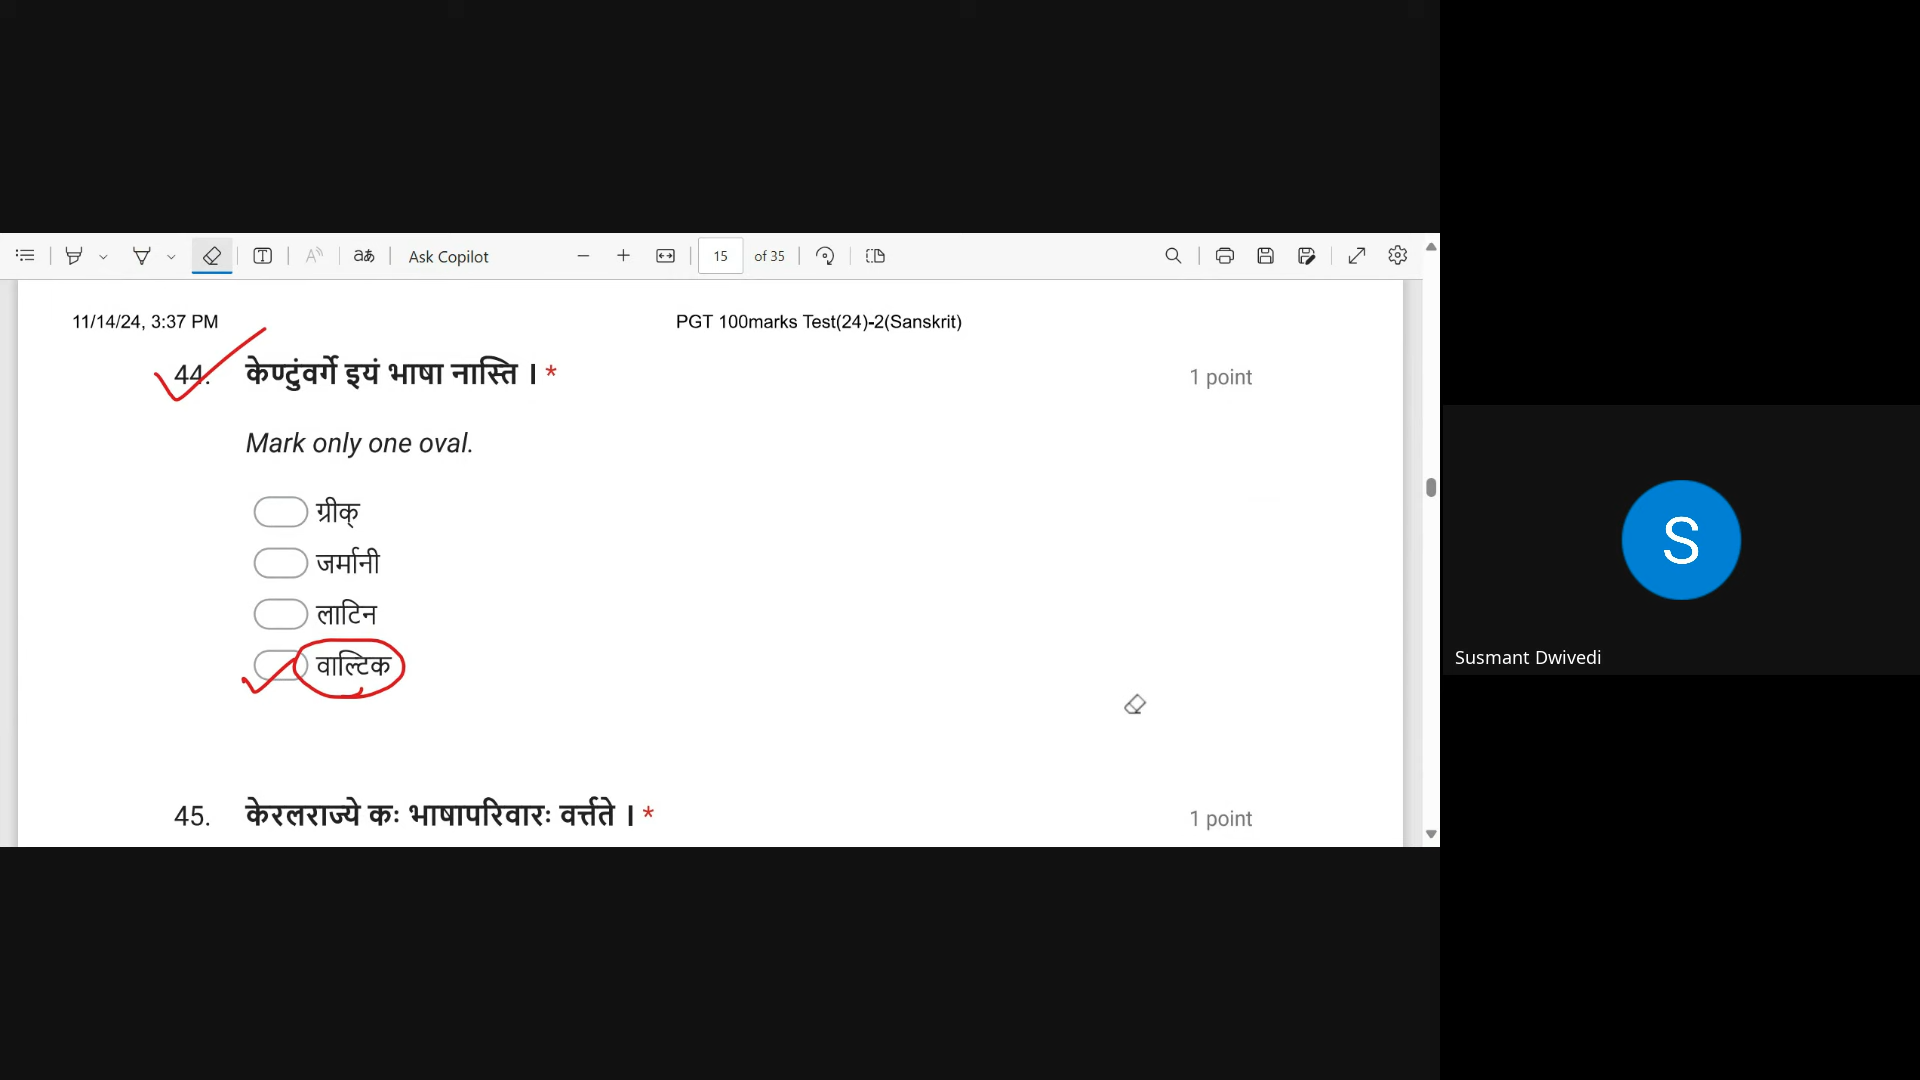 Ask Copilot
15 of 35
11/14/24, 3:37 PM PGT 100marks Test(24)-2(Sanskrit)
44. केण्टुंवर्गे इयं भाषा नास्ति । * 1 point
Mark only one oval.
ग्रीक्
जर्मानी
लाटिन
वाल्टिक
45. केरलराज्ये कः भाषापरिवारः वर्त्तते । * 1 point
S
Susmant Dwivedi